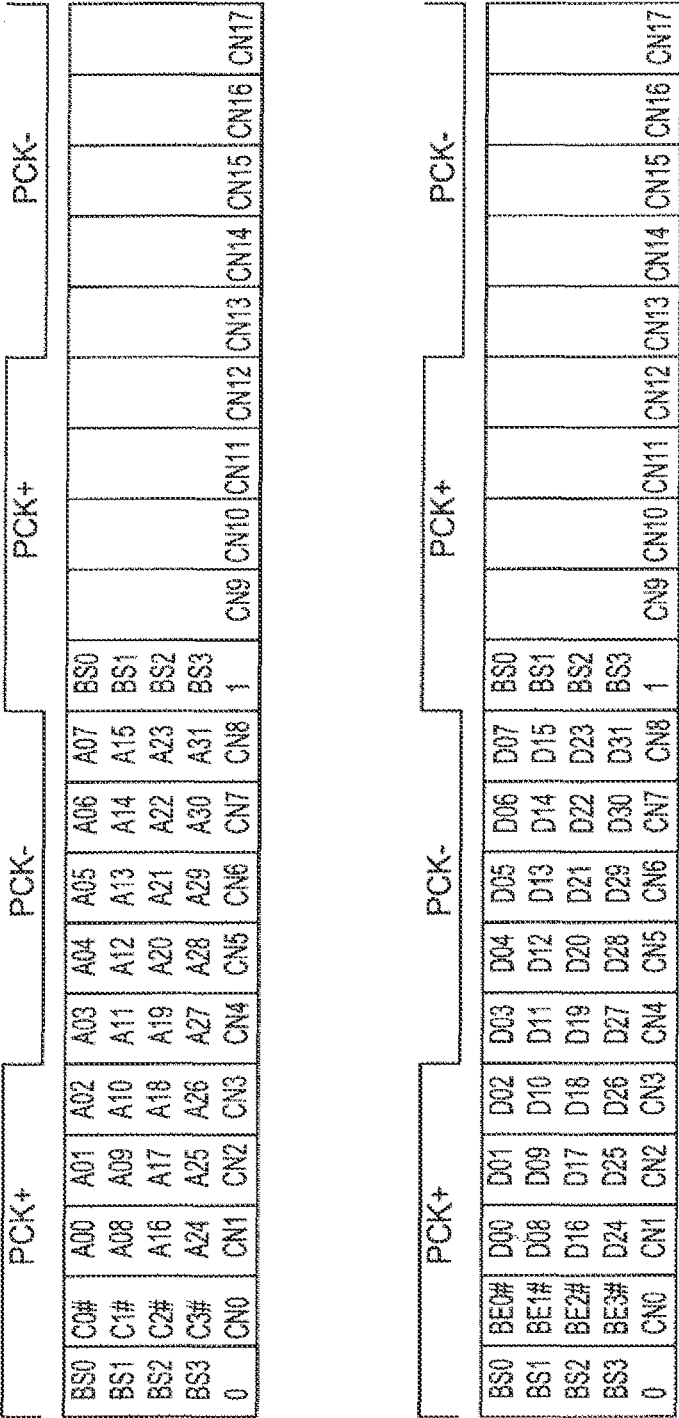 PCK+ PCK- PCK+ PCK-
BS0 C0# A00 A01 A02 A03 A04 A05 A06 A07 BS0
BS1 C1# A08 A09 A10 A11 A12 A13 A14 A15 BS1
BS2 C2# A16 A17 A18 A19 A20 A21 A22 A23 BS2
BS3 C3# A24 A25 A26 A27 A28 A29 A30 A31 BS3
0 CN0 CN1 CN2 CN3 CN4 CN5 CN6 CN7 CN8 1 CN9 CN10 CN11 CN12 CN13 CN14 CN15 CN16 CN17
PCK+ PCK- PCK+ PCK-
BS0 BE0# D00 D01 D02 D03 D04 D05 D06 D07 BS0
BS1 BE1# D08 D09 D10 D11 D12 D13 D14 D15 BS1
BS2 BE2# D16 D17 D18 D19 D20 D21 D22 D23 BS2
BS3 BE3# D24 D25 D26 D27 D28 D29 D30 D31 BS3
0 CN0 CN1 CN2 CN3 CN4 CN5 CN6 CN7 CN8 1 CN9 CN10 CN11 CN12 CN13 CN14 CN15 CN16 CN17